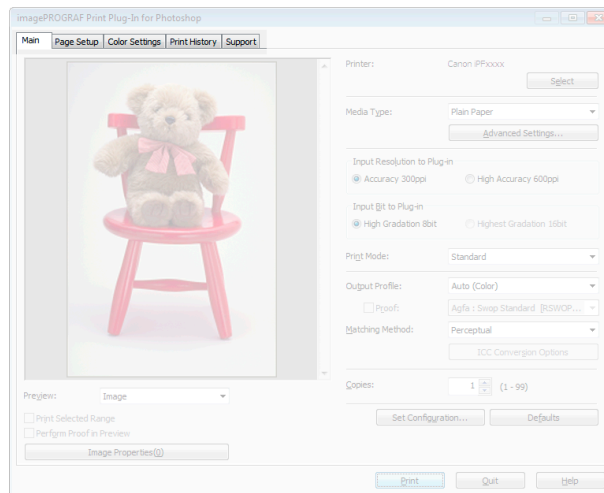 imagePROGRAF Print Plug-In for Photoshop
Main Page Setup Color Settings Print History Support
Printer: Canon iPFxxxx
Select
Media Type: Plain Paper
Advanced Settings...
Input Resolution to Plug-in
Accuracy 300ppi High Accuracy 600ppi
Input Bit to Plug-in
High Gradation 8bit Highest Gradation 16bit
Print Mode: Standard
Output Profile: Auto (Color)
Proof: Agfa : Swop Standard [RSWOP...
Matching Method: Perceptual
ICC Conversion Options
Copies: 1 (1 - 99)
Preview: Image
Print Selected Range
Perform Proof in Preview
Image Properties(0)
Set Configuration... Defaults
Print Quit Help